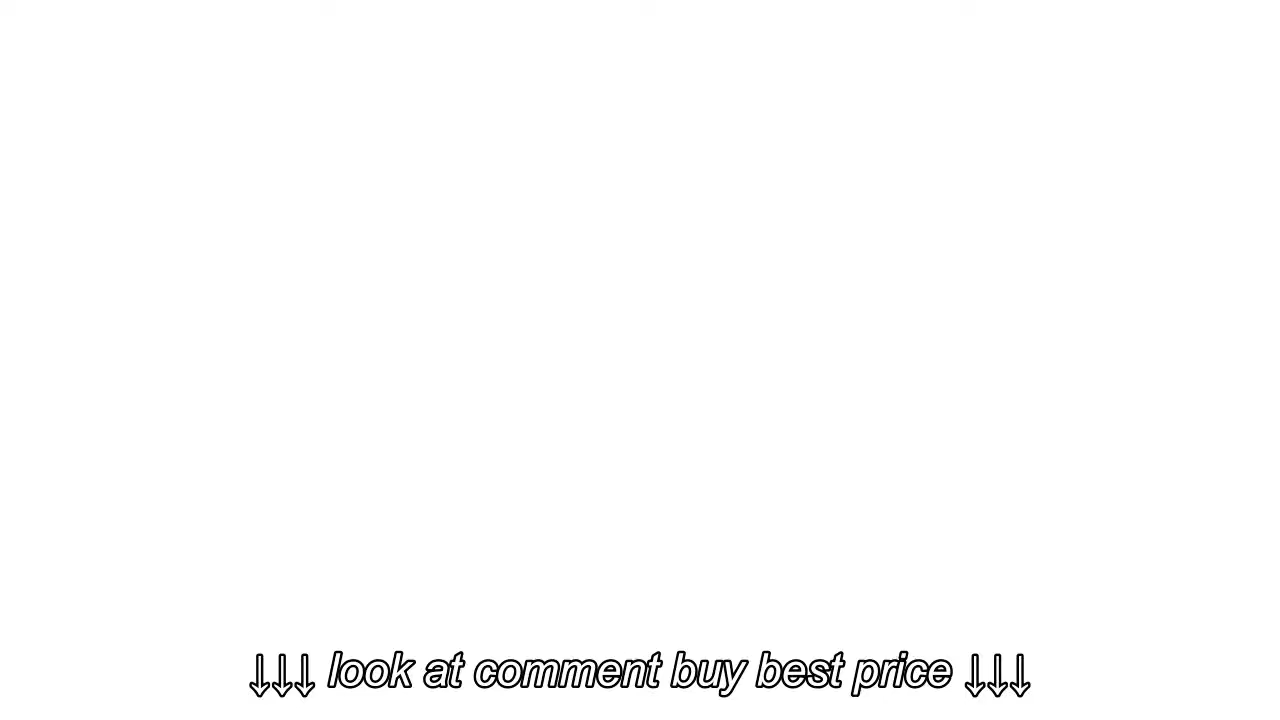 ↓↓↓ look at comment buy best price ↓↓↓